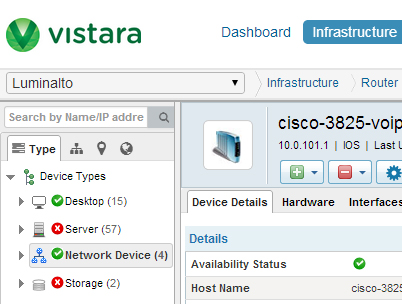 vistara
Dashboard Infrastructure
Luminalto Infrastructure Router
Search by Name/IP addre
cisco-3825-voip
10.0.101.1 | IOS | Last U
Type
Device Details Hardware Interfaces
Device Types
Desktop (15)
Server (57)
Network Device (4)
Storage (2)
Details
Availability Status
Host Name cisco-3825